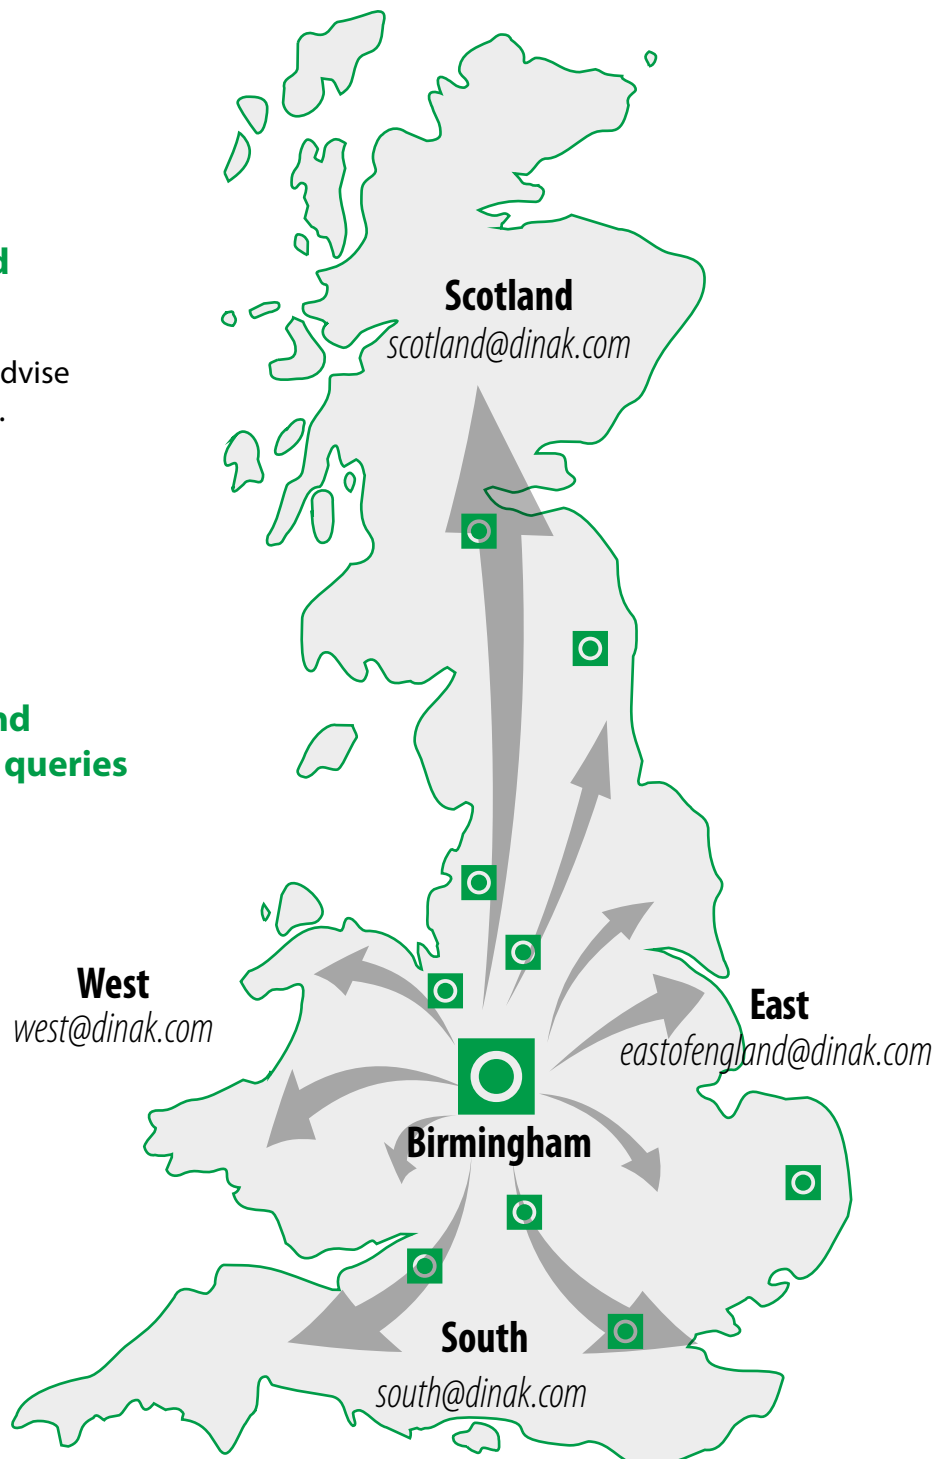 d
dvise
.
nd
queries
Scotland
scotland@dinak.com
West
west@dinak.com
East
eastofengland@dinak.com
Birmingham
South
south@dinak.com